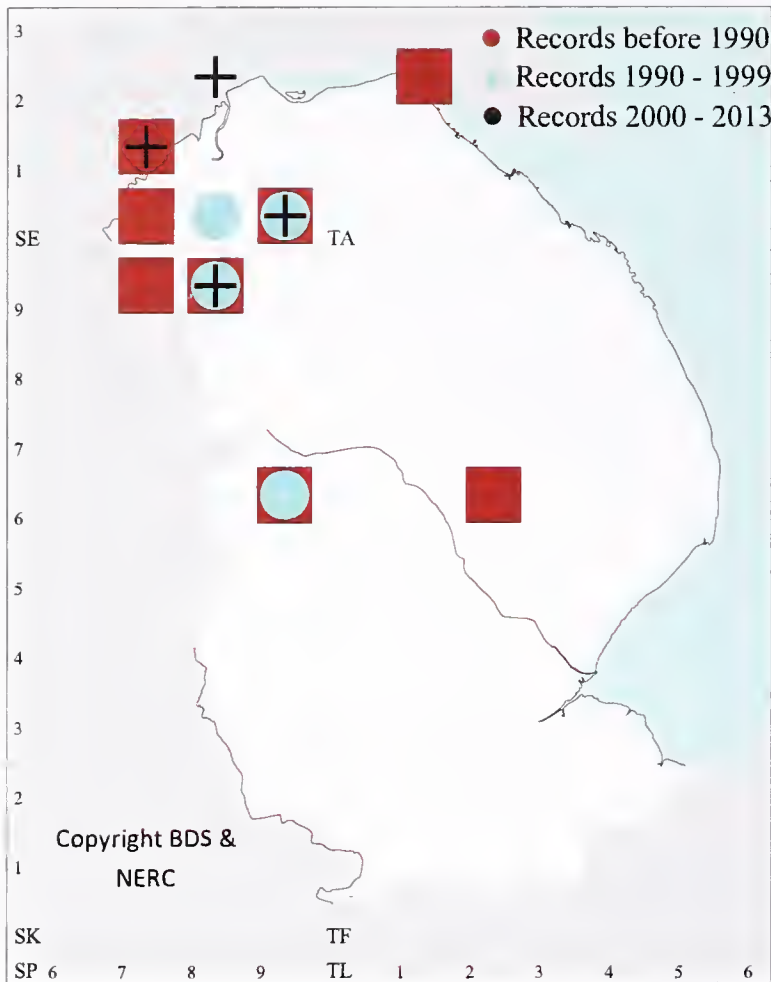 3
Records before 1990
Records 1990 - 1999
2
Records 2000 - 2013
1
SE
TA
9
8
7
6
5
4
3
2
Copyright BDS &
NERC
1
SK TF
SP 6 7 8 9 TL 1 2 3 4 5 6